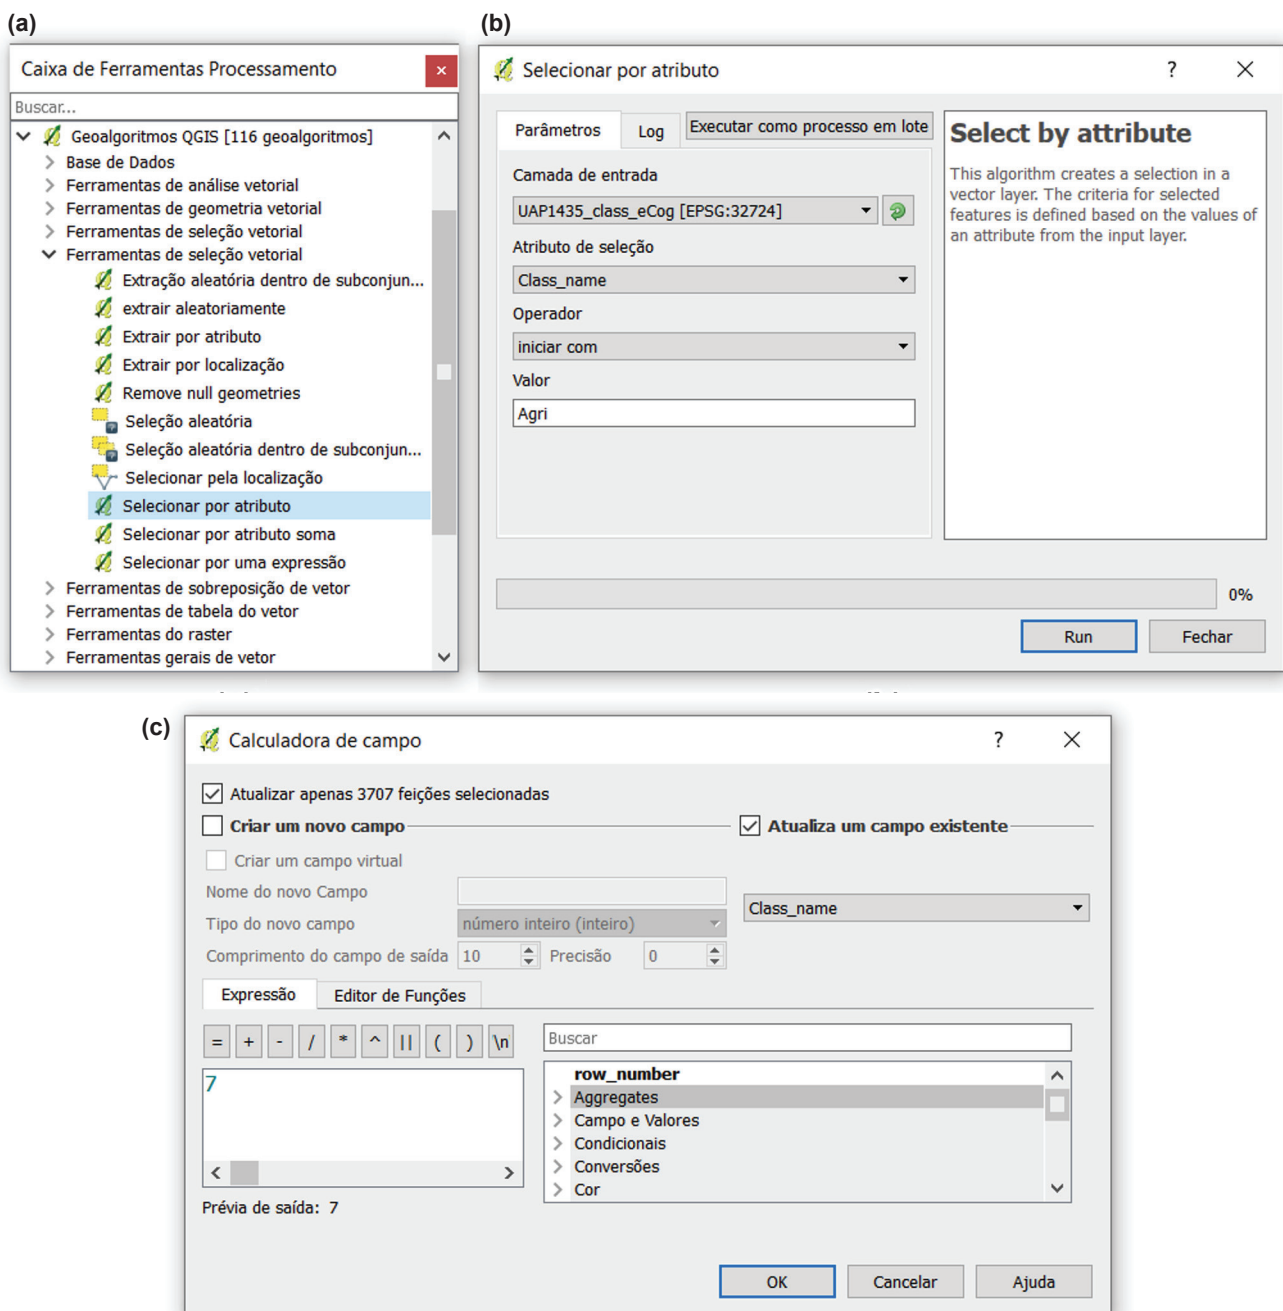 (a)
Caixa de Ferramentas Processamento
Buscar...
Geoalgoritmos QGIS [116 geoalgoritmos]
Base de Dados
Ferramentas de análise vetorial
Ferramentas de geometria vetorial
Ferramentas de seleção vetorial
Ferramentas de seleção vetorial
Extração aleatória dentro de subconjun...
extrair aleatoriamente
Extrair por atributo
Extrair por localização
Remove null geometries
Seleção aleatória
Seleção aleatória dentro de subconjun...
Selecionar pela localização
Selecionar por atributo
Selecionar por atributo soma
Selecionar por uma expressão
Ferramentas de sobreposição de vetor
Ferramentas de tabela do vetor
Ferramentas do raster
Ferramentas gerais de vetor
(b)
Selecionar por atributo
?
Parâmetros
Log
Executar como processo em lote
Camada de entrada
UAP1435_class_eCog [EPSG:32724]
Atributo de seleção
Class_name
Operador
iniciar com
Valor
Agri
Select by attribute
This algorithm creates a selection in a
vector layer. The criteria for selected
features is defined based on the values of
an attribute from the input layer.
0%
Run
Fechar
(c)
Calculadora de campo
?
Atualizar apenas 3707 feições selecionadas
Criar um novo campo
Atualiza um campo existente
Criar um campo virtual
Nome do novo Campo
Tipo do novo campo
número inteiro (inteiro)
Comprimento do campo de saída
10
Precisão
0
Class_name
Expressão
Editor de Funções
= + - / * ^ || ( ) \n
7
Prévia de saída: 7
Buscar
row_number
Aggregates
Campo e Valores
Condicionais
Conversões
Cor
OK
Cancelar
Ajuda